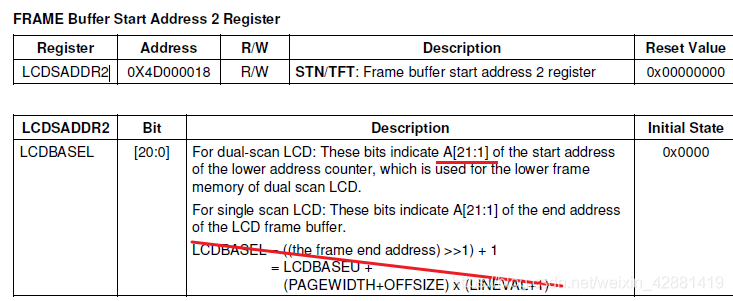 FRAME Buffer Start Address 2 Register
Register Address R/W Description Reset Value
LCDSADDR2 0X4D000018 R/W STN/TFT: Frame buffer start address 2 register 0x00000000
LCDSADDR2 Bit Description Initial State
LCDBASEL [20:0] For dual-scan LCD: These bits indicate A[21:1] of the start address 0x0000
of the lower address counter, which is used for the lower frame
memory of dual scan LCD.
For single scan LCD: These bits indicate A[21:1] of the end address
of the LCD frame buffer.
LCDBASEL = ((the frame end address) >>1) + 1
= LCDBASEU +
(PAGEWIDTH+OFFSIZE) x (LINEVAL+1)
weixin_42881419